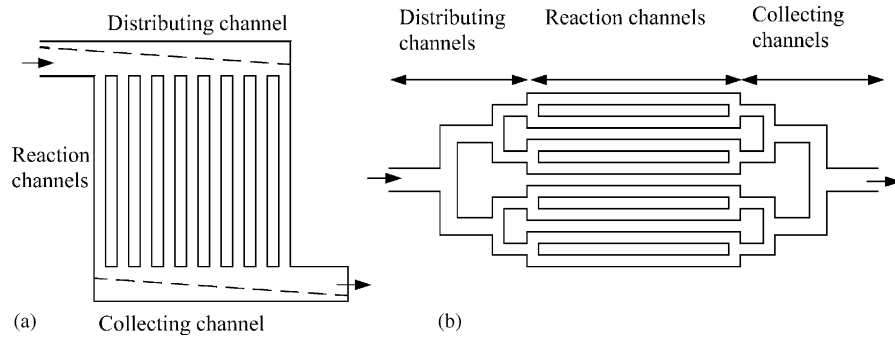 Distributing channel
Reaction
channels
Collecting channel
(a)
Distributing
channels
Reaction channels
Collecting
channels
(b)